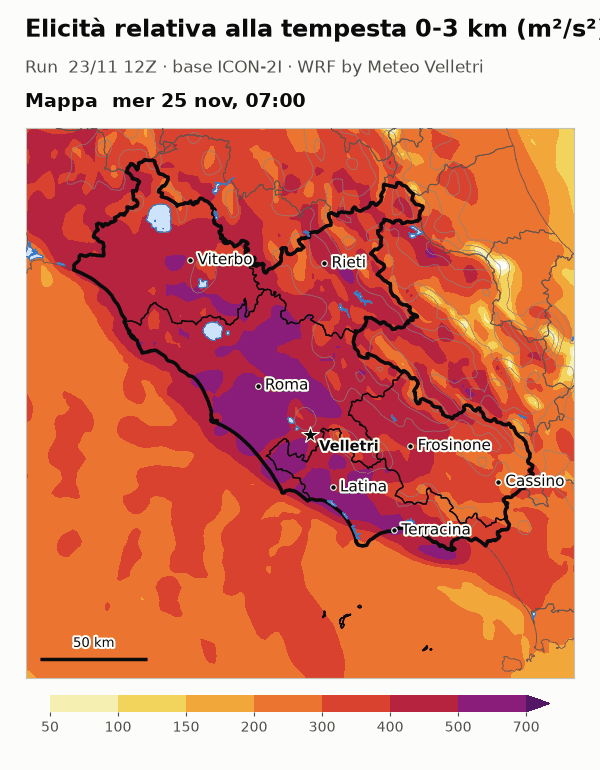 Elicità relativa alla tempesta 0-3 km (m²/s²)
Run 23/11 12Z · base ICON-2I · WRF by Meteo Velletri
Mappa mer 25 nov, 07:00
Viterbo
Rieti
Roma
Velletri
Frosinone
Latina
Cassino
Terracina
50 km
50 100 150 200 300 400 500 700